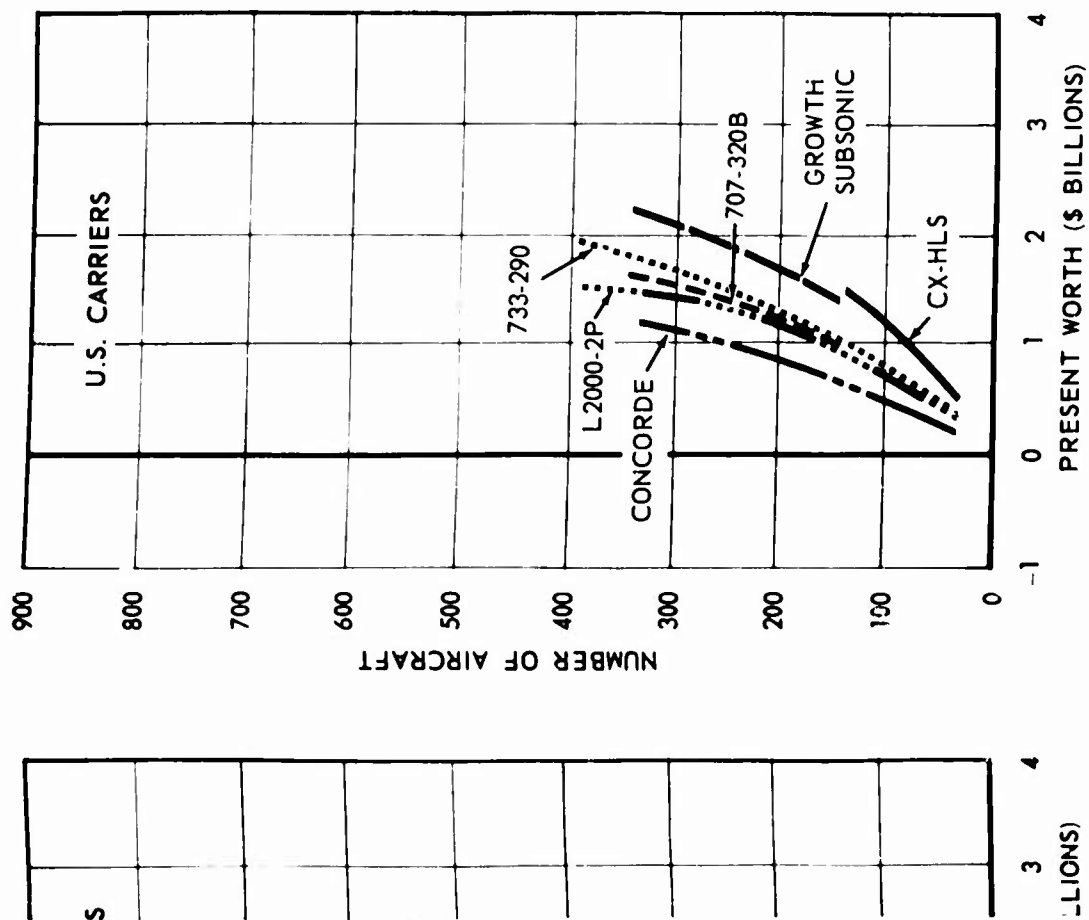 U.S. CARRIERS
NUMBER OF AIRCRAFT
900
800
700
600
500
400
300
200
100
0
733-290
L2000-2P
CONCORDE
707-320B
GROWTH
SUBSONIC
CX-HLS
-1
0
1
2
3
4
PRESENT WORTH ($ BILLIONS)
S
3
4
LLIONS)